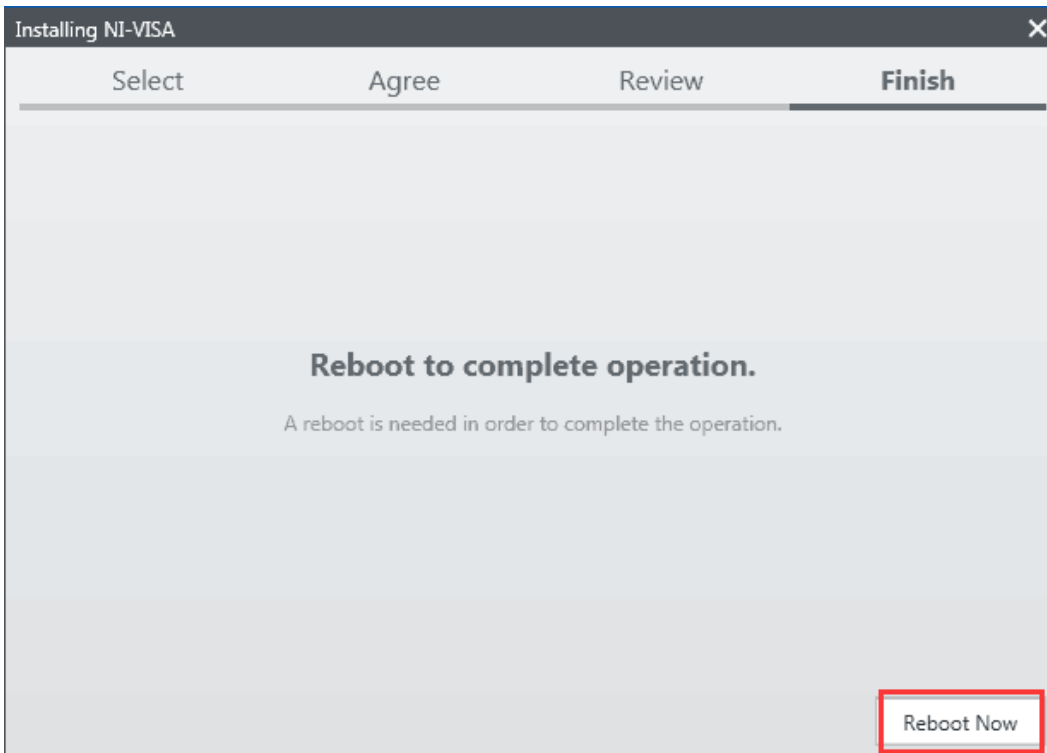 Installing NI-VISA
Select Agree Review Finish
Reboot to complete operation.
A reboot is needed in order to complete the operation.
Reboot Now